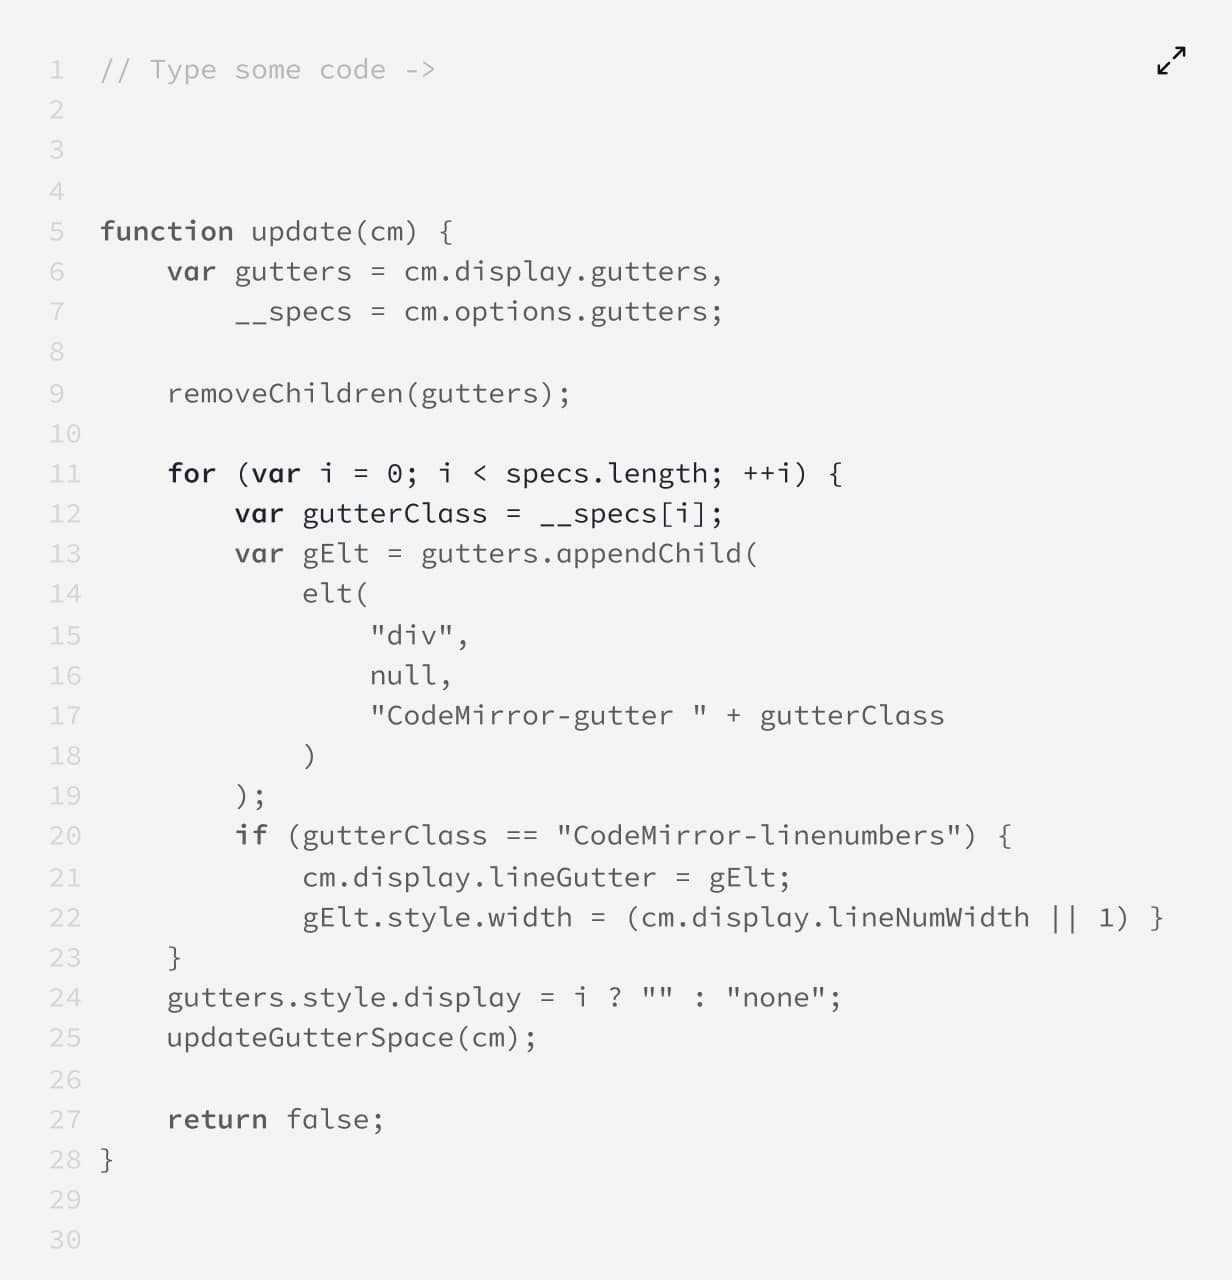 1 // Type some code ->
2
3
4
5 function update(cm) {
6     var gutters = cm.display.gutters,
7         __specs = cm.options.gutters;
8
9     removeChildren(gutters);
10
11     for (var i = 0; i < specs.length; ++i) {
12         var gutterClass = __specs[i];
13         var gElt = gutters.appendChild(
14             elt(
15                 "div",
16                 null,
17                 "CodeMirror-gutter " + gutterClass
18             )
19         );
20         if (gutterClass == "CodeMirror-linenumbers") {
21             cm.display.lineGutter = gElt;
22             gElt.style.width = (cm.display.lineNumWidth || 1) }
23     }
24     gutters.style.display = i ? "" : "none";
25     updateGutterSpace(cm);
26
27     return false;
28 }
29
30